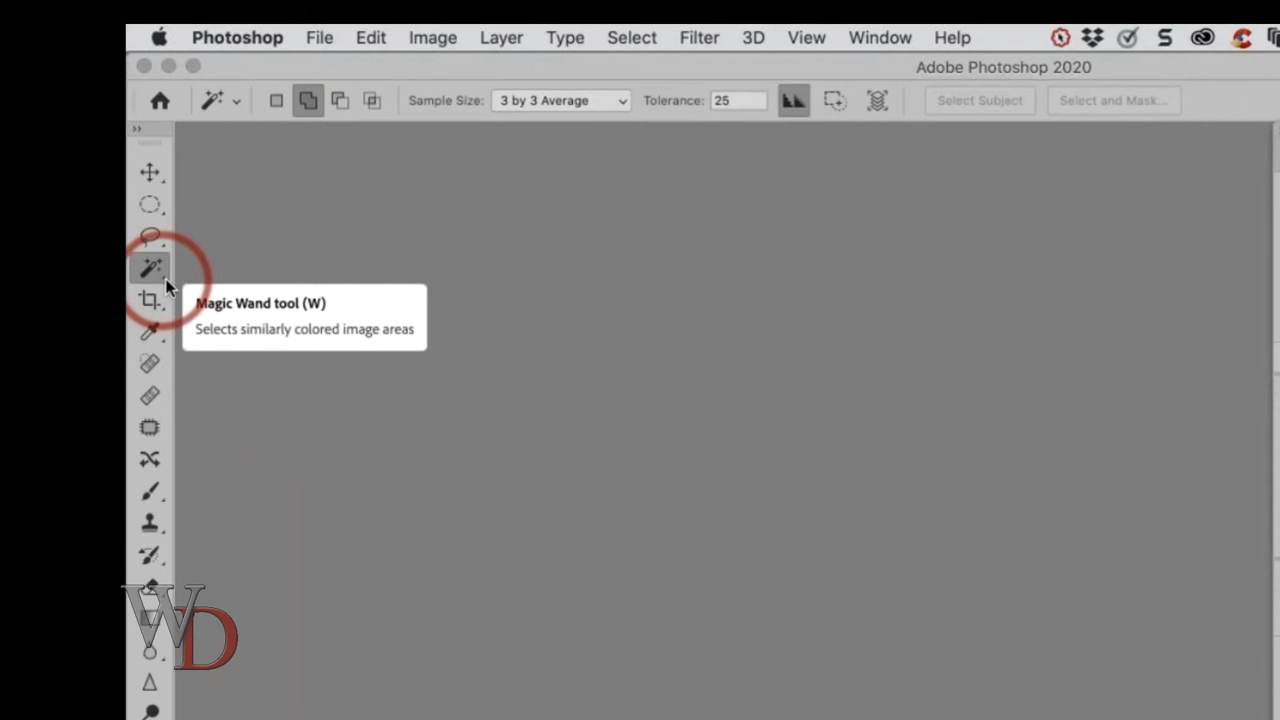 Photoshop File Edit Image Layer Type Select Filter 3D View Window Help
Adobe Photoshop 2020
Sample Size: 3 by 3 Average Tolerance: 25 Select Subject Select and Mask...
Magic Wand tool (W)
Selects similarly colored image areas
WD